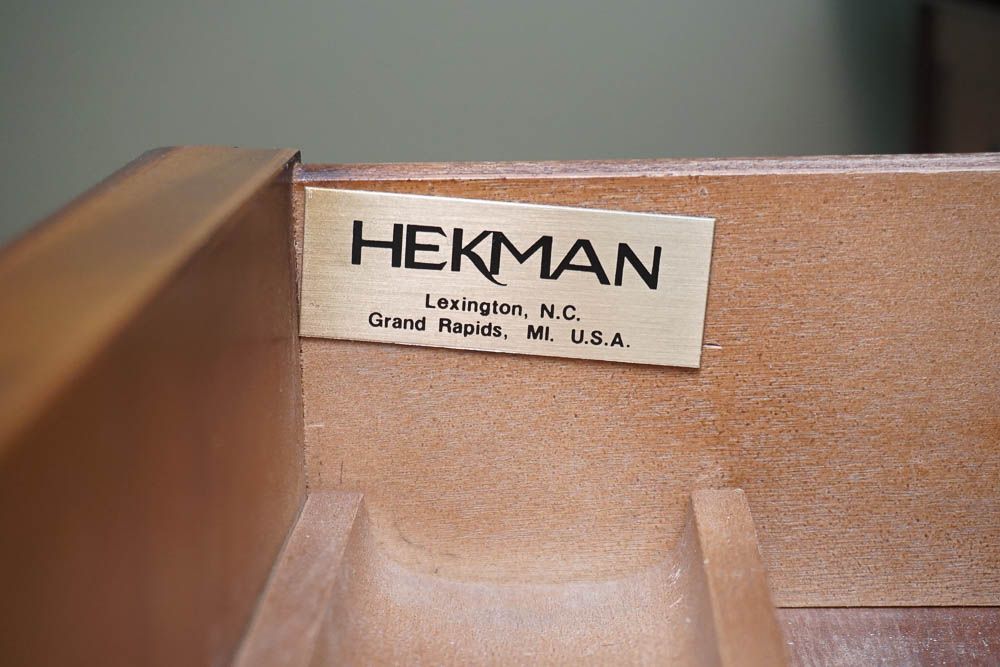 HEKMAN
Lexington, N.C.
Grand Rapids, MI. U.S.A.